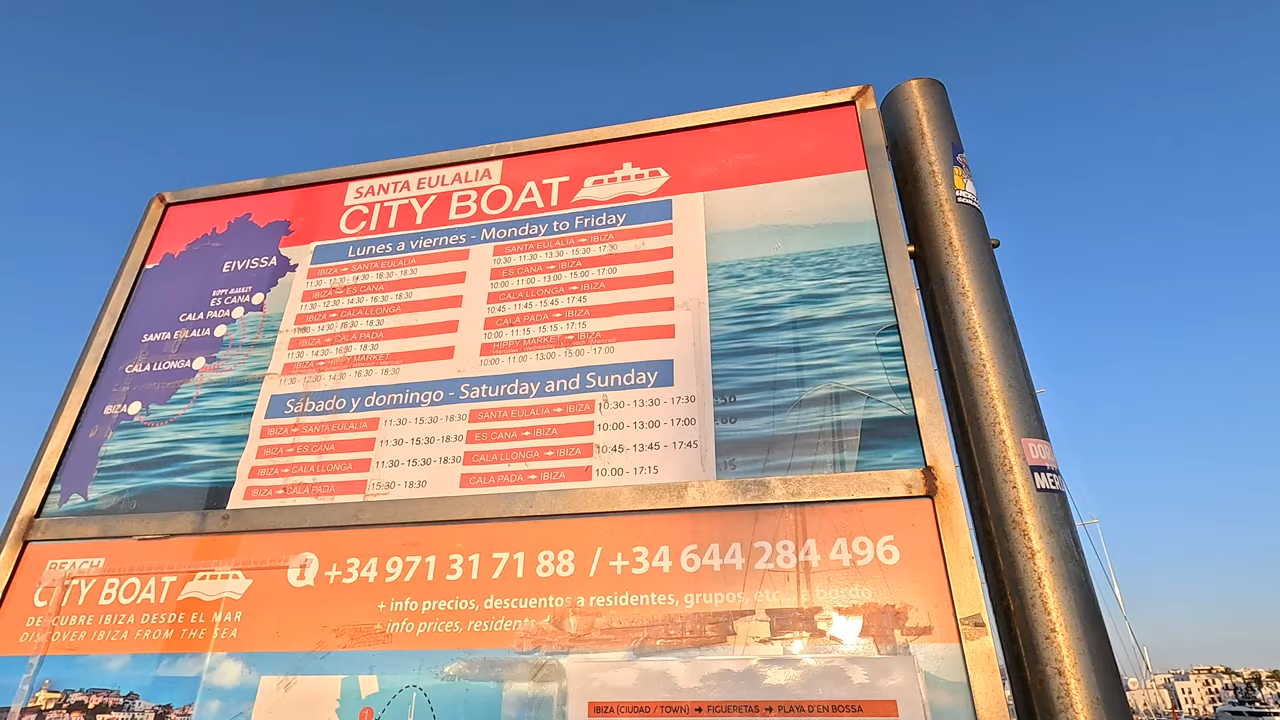 SANTA EULALIA
CITY BOAT
EIVISSA
HIPPY MARKET
ES CANA
CALA PADA
SANTA EULALIA
CALA LLONGA
IBIZA
Lunes a viernes - Monday to Friday
IBIZA ➔ SANTA EULALIA
11:30 - 12:30 - 14:30 - 16:30 - 18:30
IBIZA ➔ ES CANA
11:30 - 12:30 - 14:30 - 16:30 - 18:30
IBIZA ➔ CALA LLONGA
11:30 - 14:30 - 16:30 - 18:30
IBIZA ➔ CALA PADA
11:30 - 14:30 - 16:30 - 18:30
IBIZA ➔ HIPPY MARKET
11:30 - 12:30 - 14:30 - 16:30 - 18:30
SANTA EULALIA ➔ IBIZA
10:30 - 11:30 - 13:30 - 15:30 - 17:30
ES CANA ➔ IBIZA
10:00 - 11:00 - 13:00 - 15:00 - 17:00
CALA LLONGA ➔ IBIZA
10:45 - 11:45 - 15:45 - 17:45
CALA PADA ➔ IBIZA
10:00 - 11:15 - 15:15 - 17:15
HIPPY MARKET ➔ IBIZA
10:00 - 11:00 - 13:00 - 15:00 - 17:00
Sábado y domingo - Saturday and Sunday
IBIZA ➔ SANTA EULALIA 11:30 - 15:30 - 18:30
IBIZA ➔ ES CANA 11:30 - 15:30 - 18:30
IBIZA ➔ CALA LLONGA 11:30 - 15:30 - 18:30
IBIZA ➔ CALA PADA 15:30 - 18:30
SANTA EULALIA ➔ IBIZA 10:30 - 13:30 - 17:30
ES CANA ➔ IBIZA 10:00 - 13:00 - 17:00
CALA LLONGA ➔ IBIZA 10:45 - 13:45 - 17:45
CALA PADA ➔ IBIZA 10:00 - 17:15
BEACH
CITY BOAT
DESCUBRE IBIZA DESDE EL MAR
DISCOVER IBIZA FROM THE SEA
i +34 971 31 71 88 / +34 644 284 496
+ info precios, descuentos a residentes, grupos, etc... a bordo
+ info prices, resident
1
IBIZA (CIUDAD / TOWN) ➔ FIGUERETAS ➔ PLAYA D'EN BOSSA